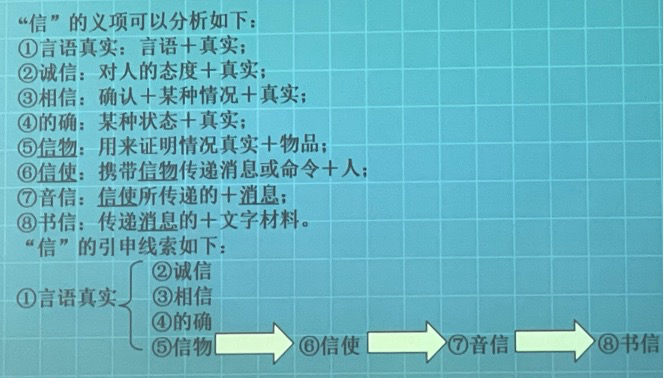 “信”的义项可以分析如下：
①言语真实：言语＋真实；
②诚信：对人的态度＋真实；
③相信：确认＋某种情况＋真实；
④的确：某种状态＋真实；
⑤信物：用来证明情况真实＋物品；
⑥信使：携带信物传递消息或命令＋人；
⑦音信：信使所传递的＋消息；
⑧书信：传递消息的＋文字材料。
“信”的引申线索如下：
②诚信
①言语真实 ③相信
④的确
⑤信物 ⑥信使 ⑦音信 ⑧书信